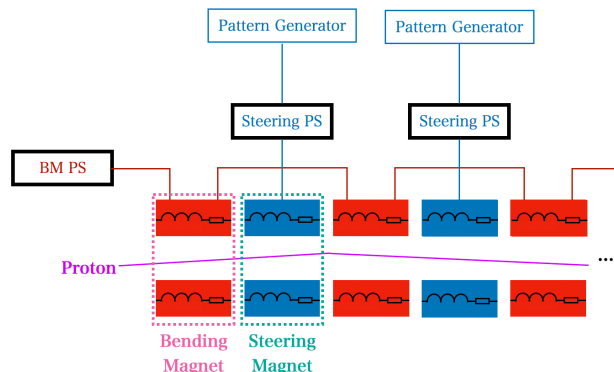 Pattern Generator
Pattern Generator
Steering PS
Steering PS
BM PS
Proton
...
Bending
Magnet
Steering
Magnet